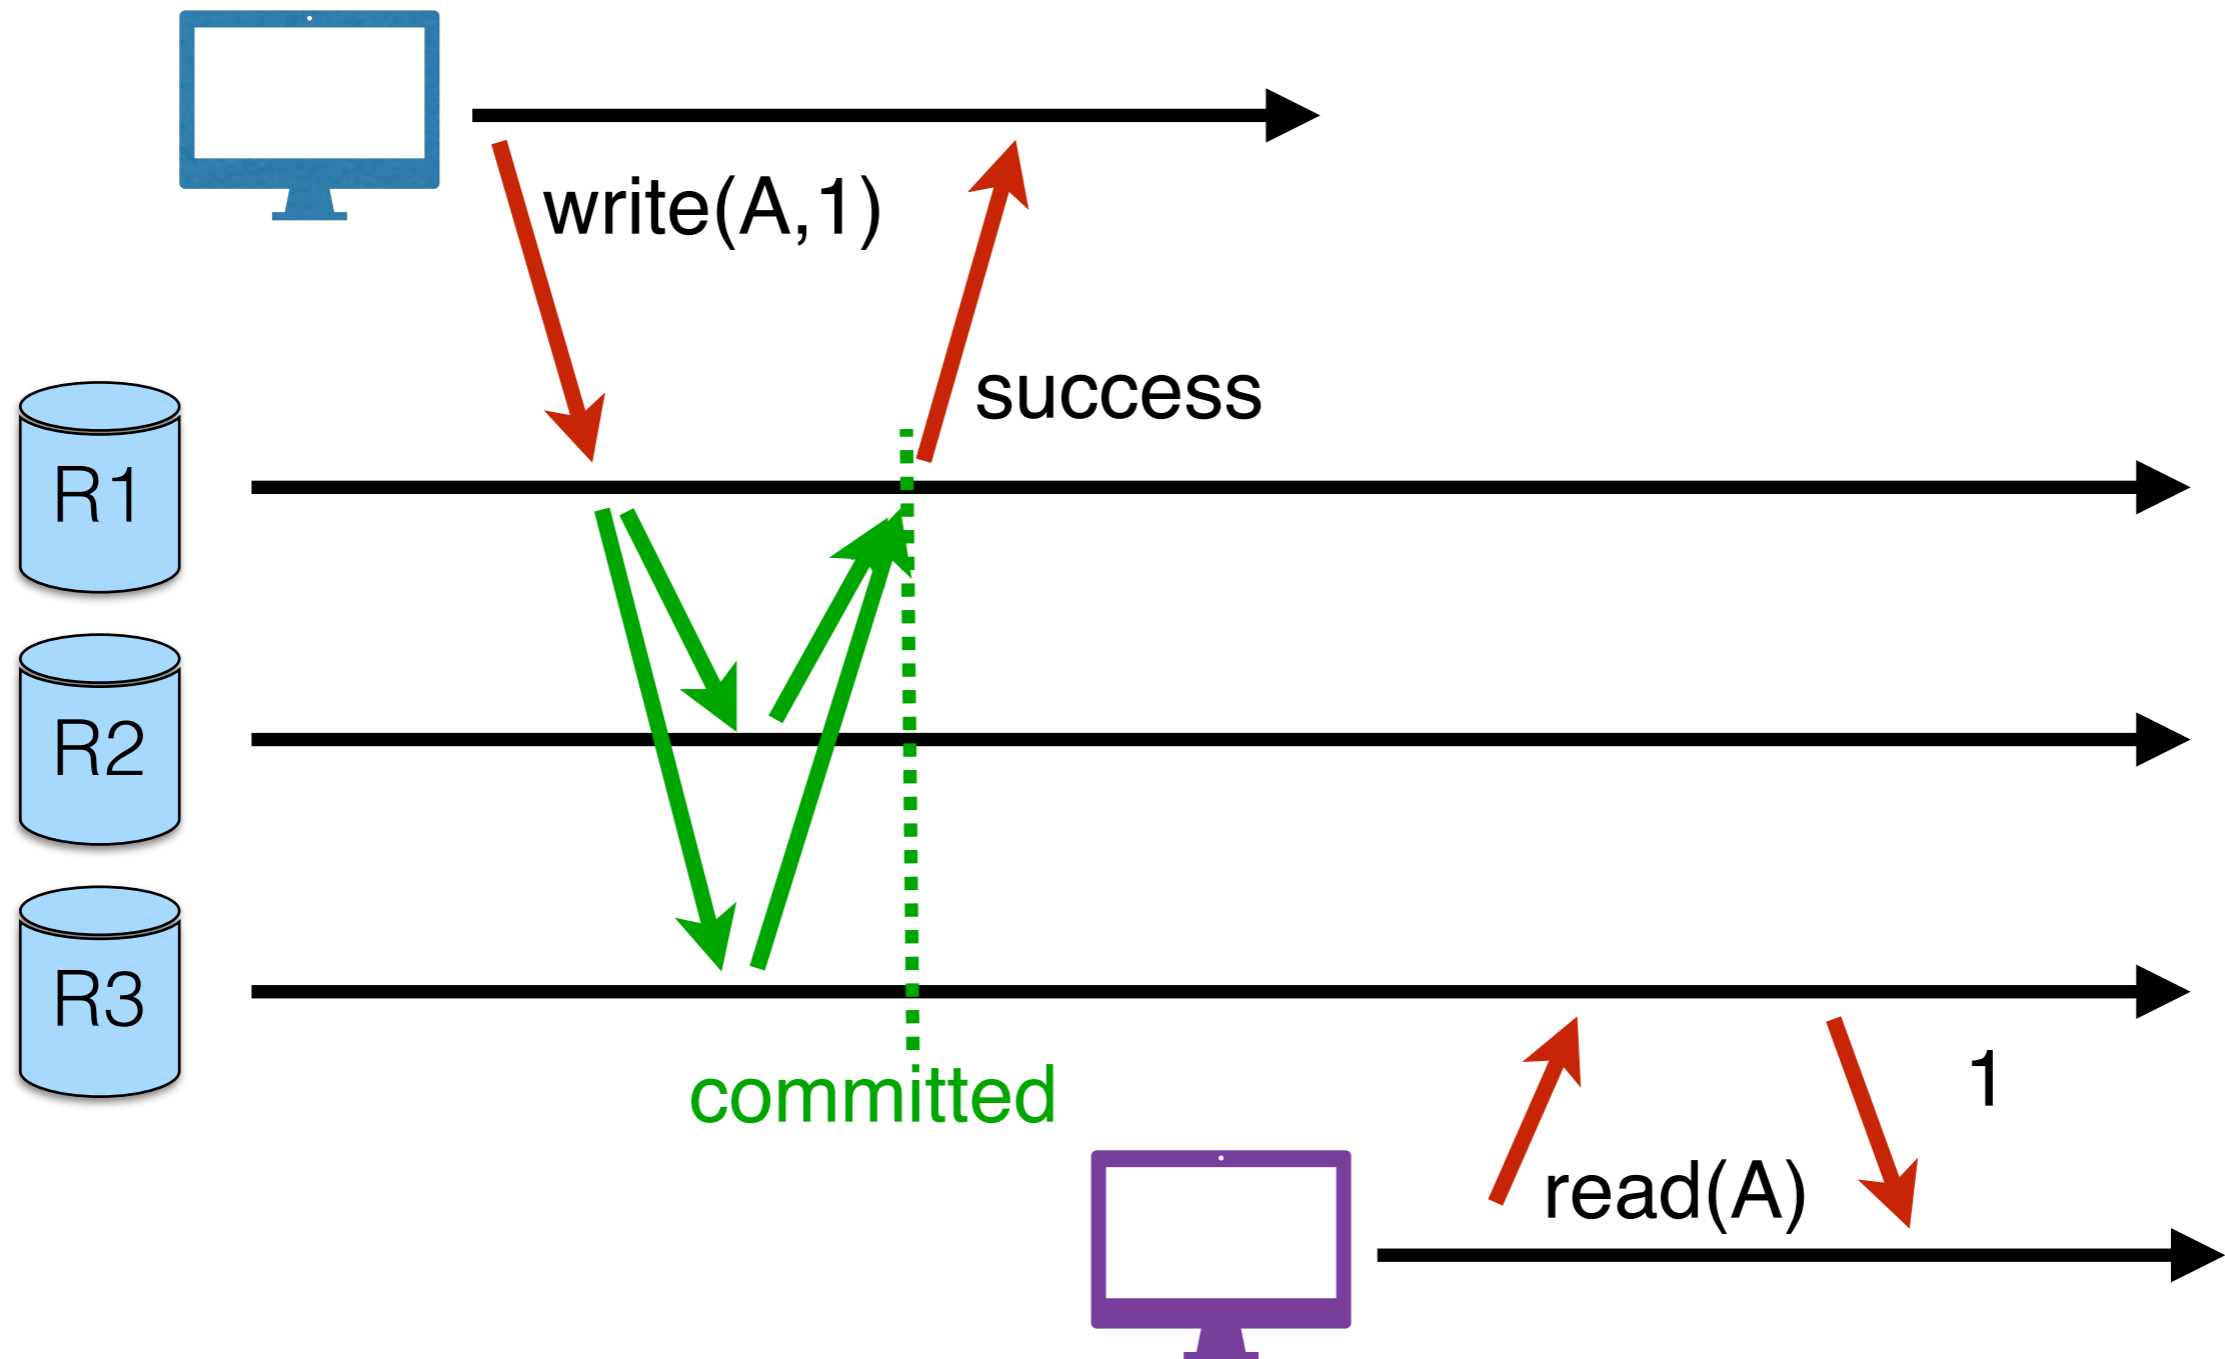 write(A,1)
success
R1
R2
R3
committed
1
read(A)